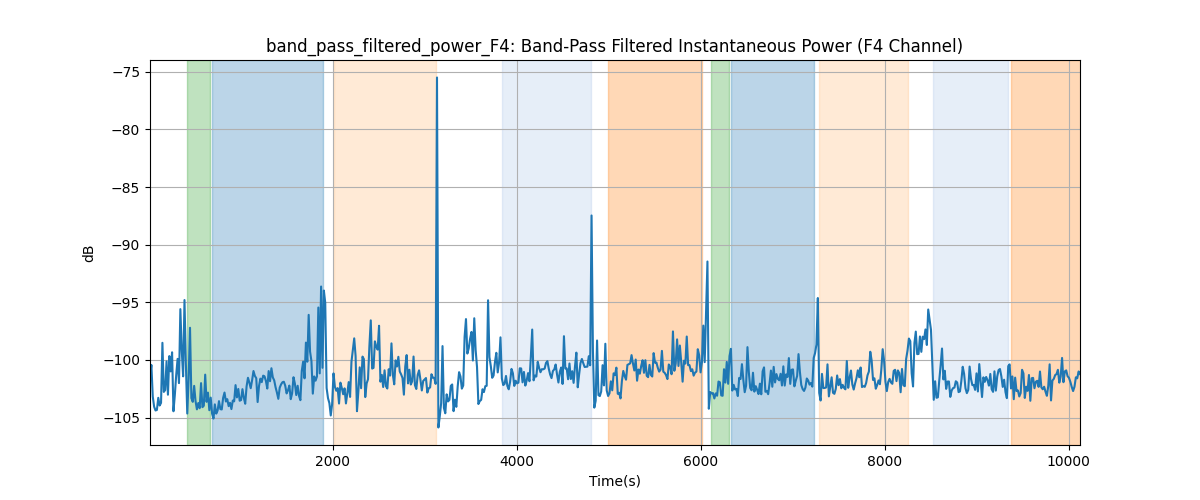 band_pass_filtered_power_F4: Band-Pass Filtered Instantaneous Power (F4 Channel)
−75
−80
−85
−90
−95
−100
−105
dB
2000 4000 6000 8000 10000
Time(s)